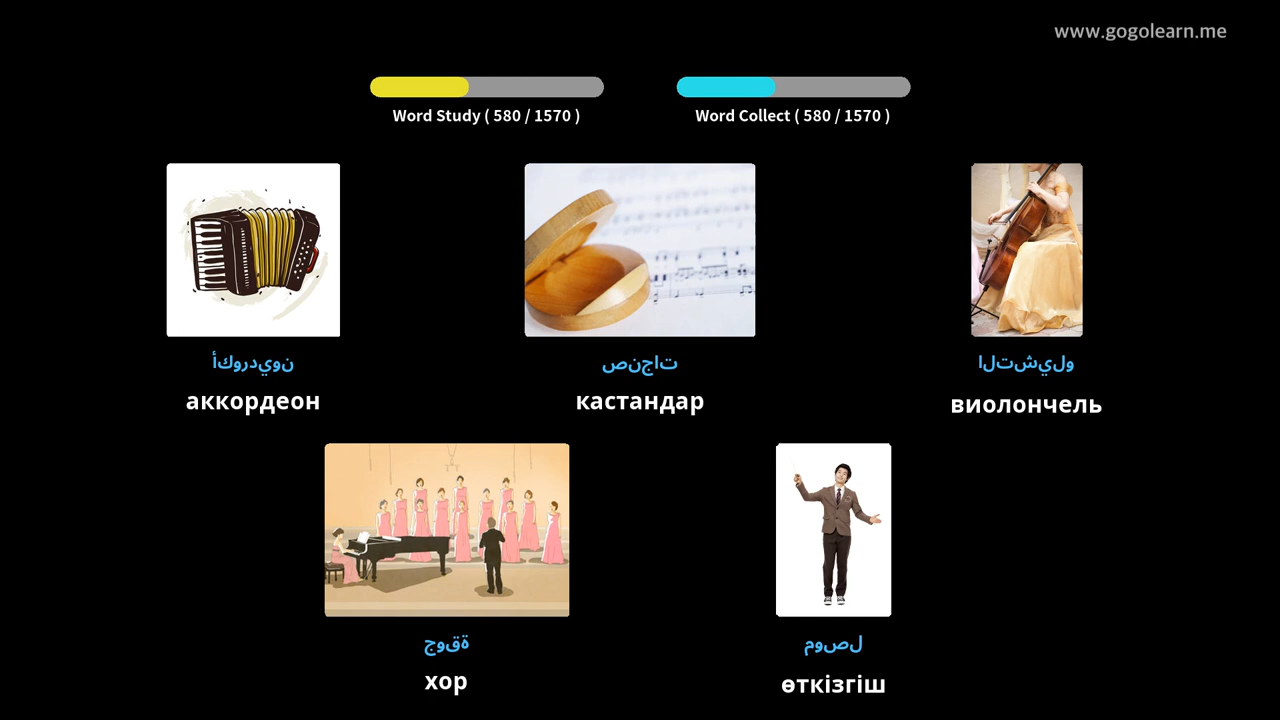 www.gogolearn.me
Word Study ( 580 / 1570 )
Word Collect ( 580 / 1570 )
أكورديون
аккордеон
صنجات
кастандар
التشيلو
виолончель
جوقة
хор
موصل
өткізгіш